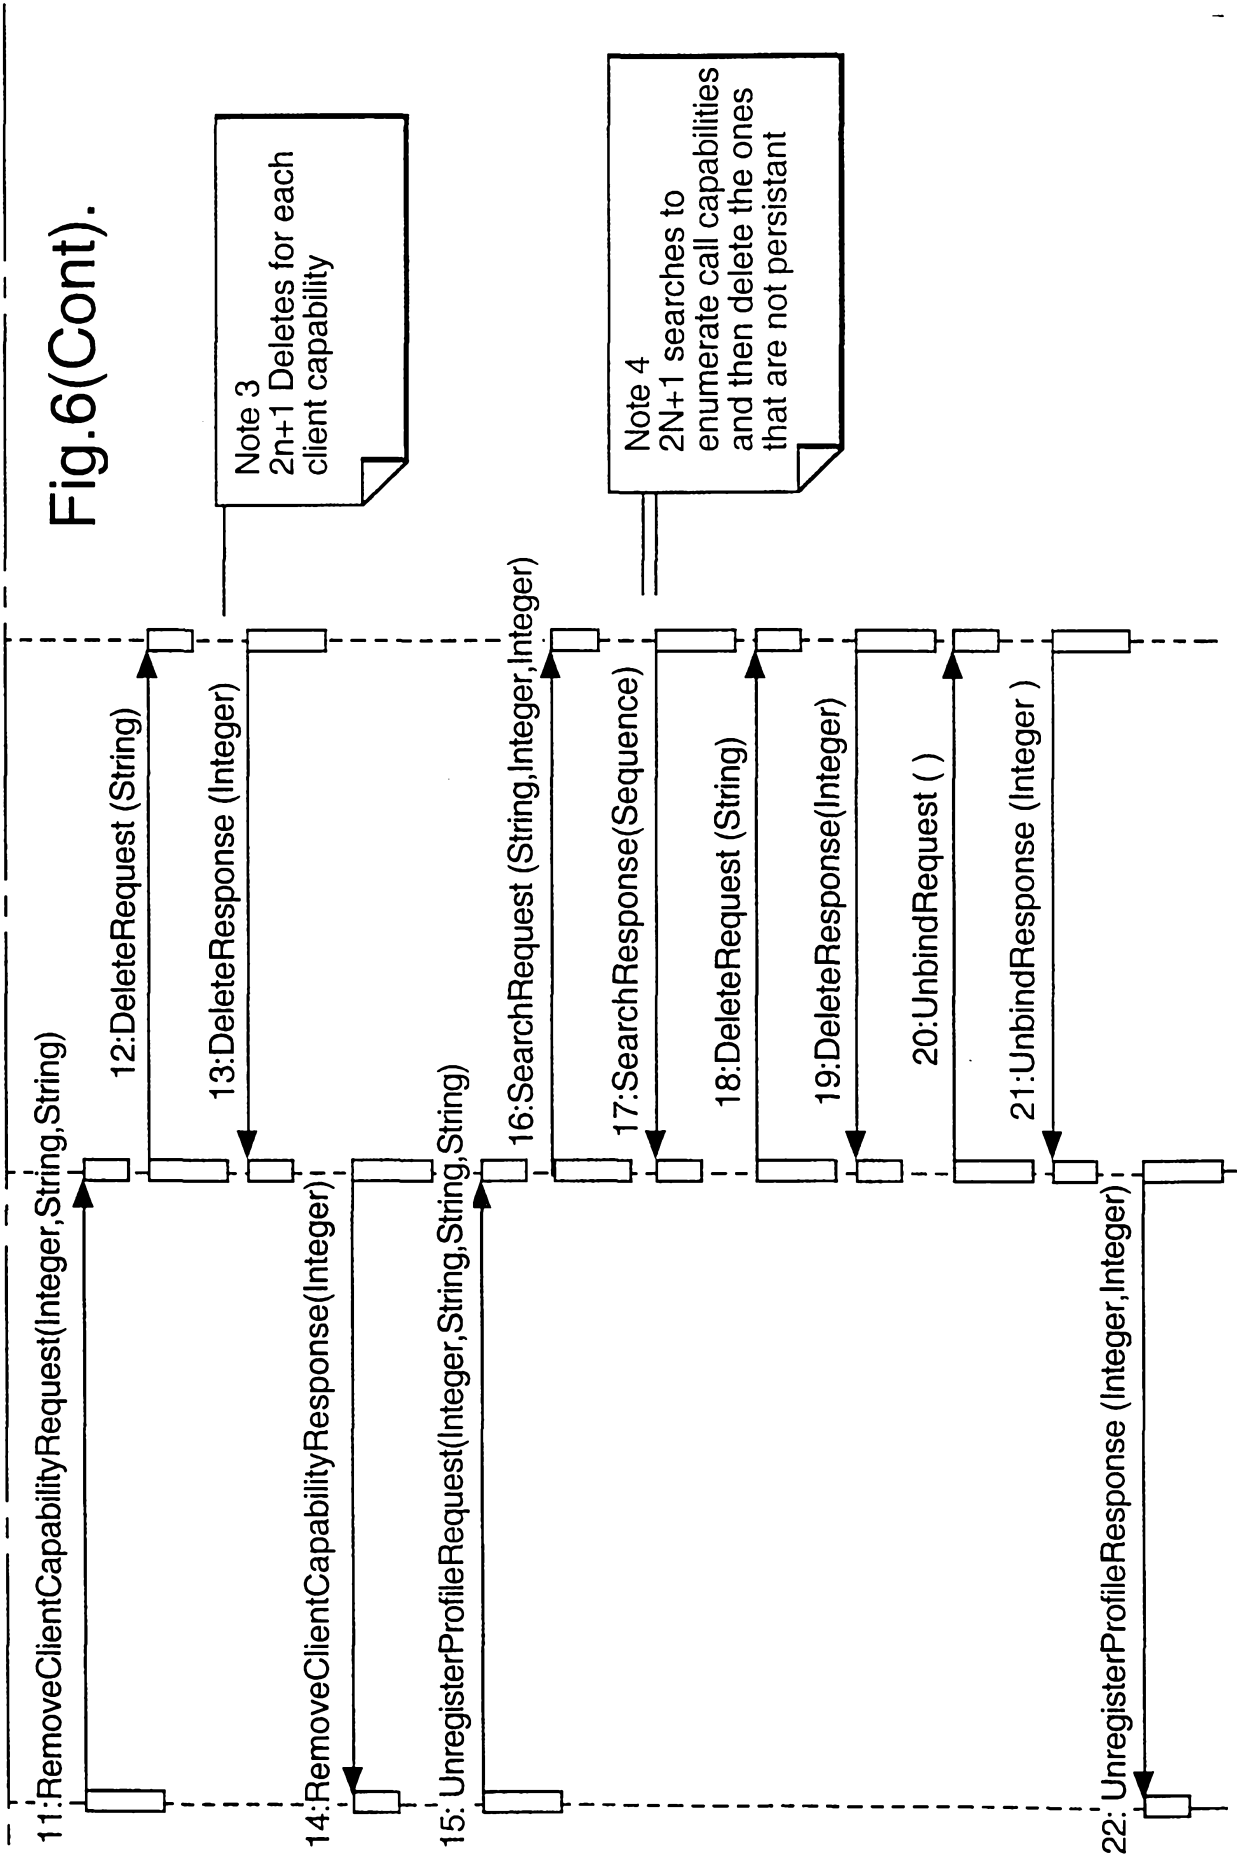 Fig.6(Cont).
11:RemoveClientCapabilityRequest(Integer,String,String)
12:DeleteRequest (String)
13:DeleteResponse (Integer)
Note 3
2n+1 Deletes for each
client capability
14:RemoveClientCapabilityResponse(Integer)
15: UnregisterProfileRequest(Integer,String,String,String)
16:SearchRequest (String,Integer,Integer)
17:SearchResponse(Sequence)
Note 4
2N+1 searches to
enumerate call capabilities
and then delete the ones
that are not persistant
18:DeleteRequest (String)
19:DeleteResponse(Integer)
20:UnbindRequest ( )
21:UnbindResponse (Integer )
22: UnregisterProfileResponse (Integer,Integer)